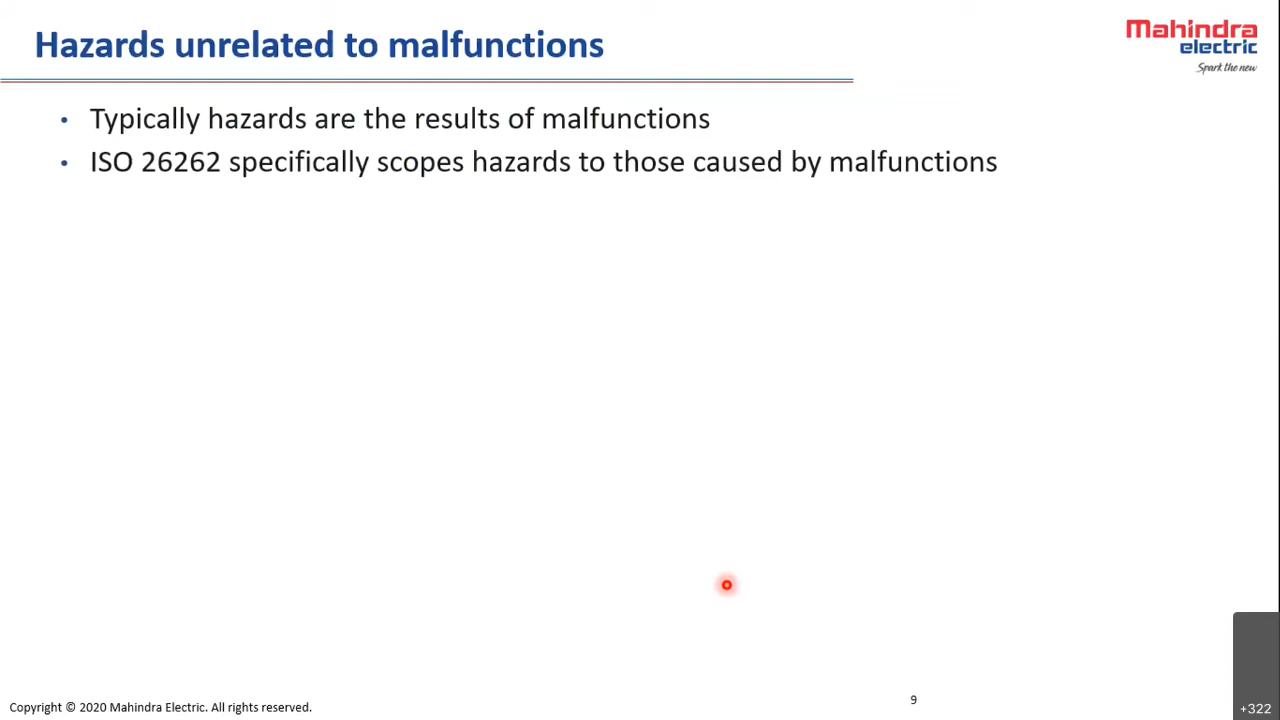 Hazards unrelated to malfunctions
Mahindra
electric
Spark the new
• Typically hazards are the results of malfunctions
• ISO 26262 specifically scopes hazards to those caused by malfunctions
Copyright © 2020 Mahindra Electric. All rights reserved.
9
+322